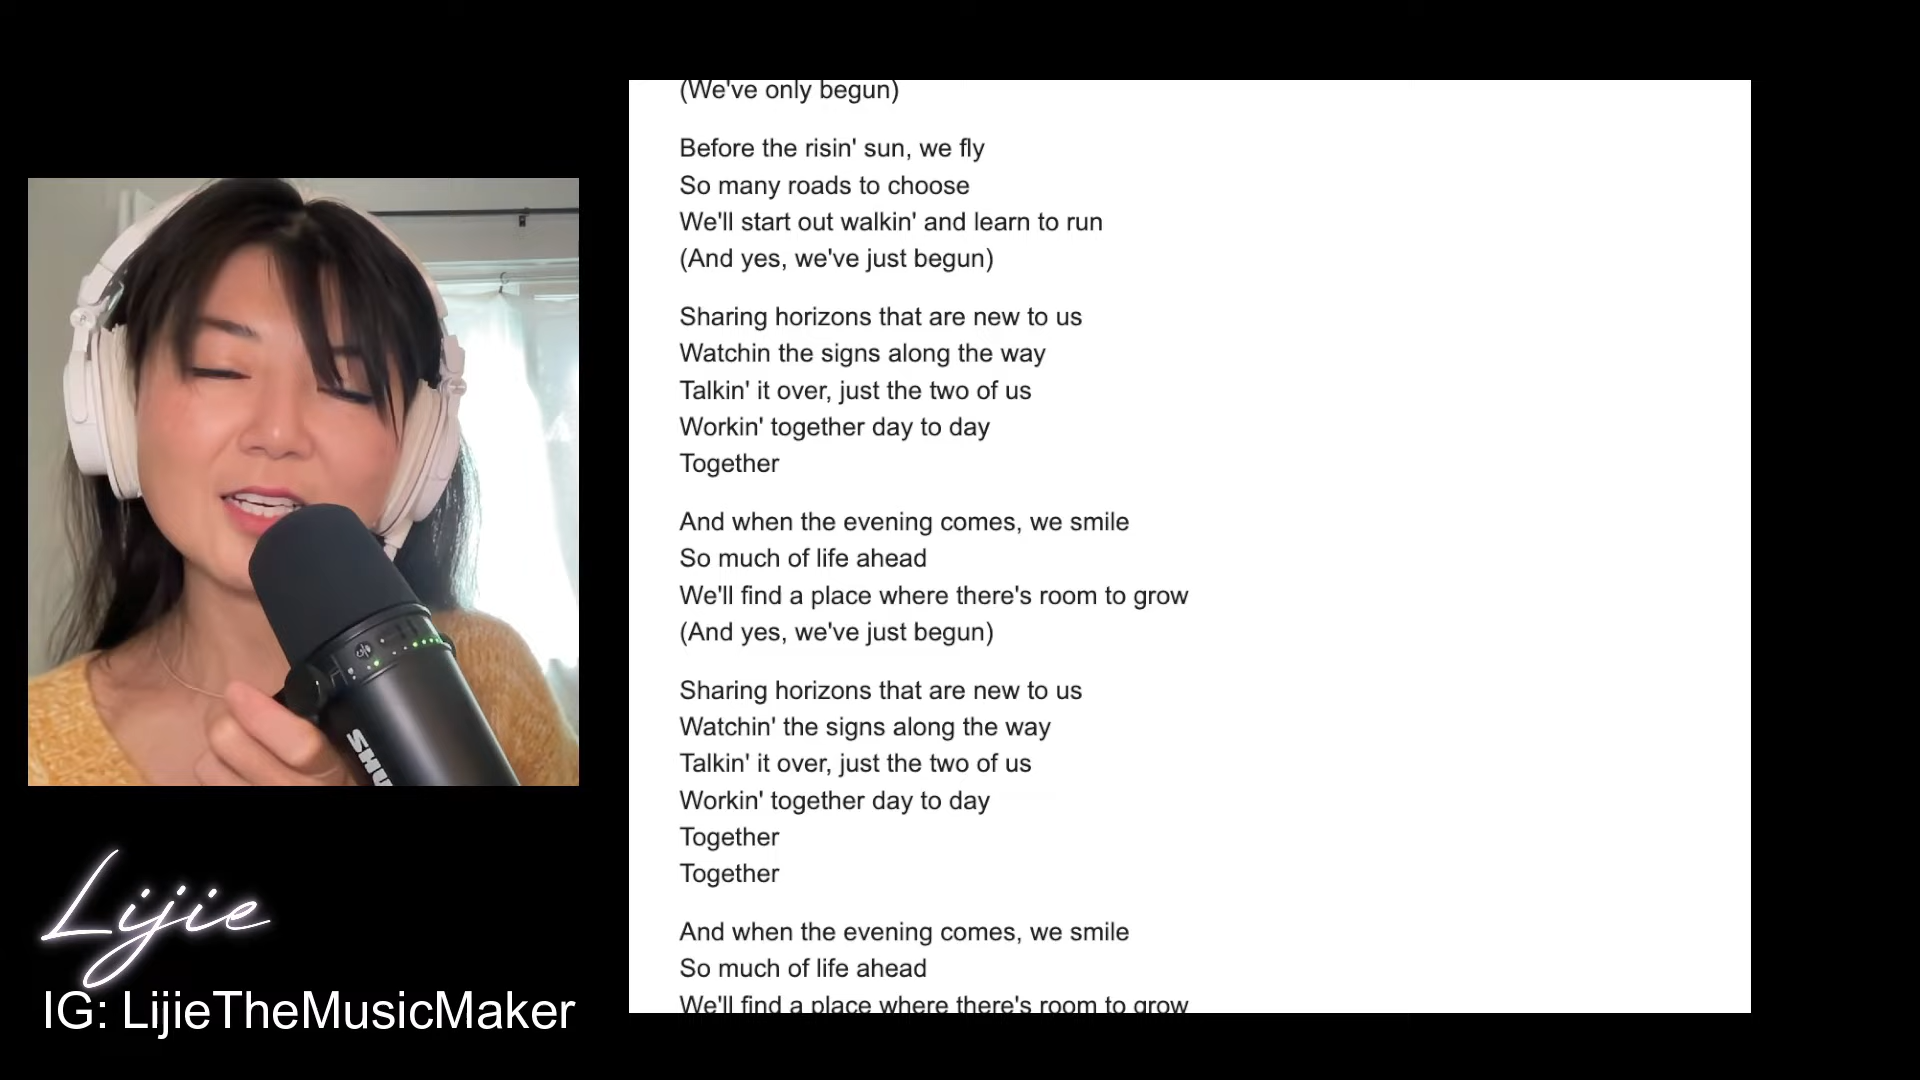 (We've only begun)
Before the risin' sun, we fly
So many roads to choose
We'll start out walkin' and learn to run
(And yes, we've just begun)
Sharing horizons that are new to us
Watchin the signs along the way
Talkin' it over, just the two of us
Workin' together day to day
Together
And when the evening comes, we smile
So much of life ahead
We'll find a place where there's room to grow
(And yes, we've just begun)
Sharing horizons that are new to us
Watchin' the signs along the way
Talkin' it over, just the two of us
Workin' together day to day
Together
Together
And when the evening comes, we smile
So much of life ahead
We'll find a place where there's room to grow
SHU
Lijie
IG: LijieTheMusicMaker